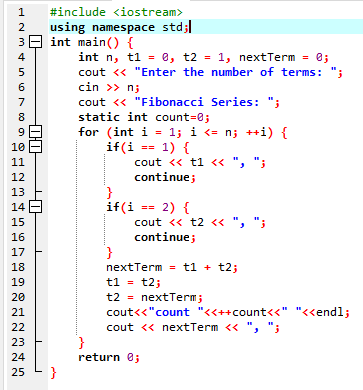 1 #include <iostream>
2 using namespace std;
3 int main() {
4 int n, t1 = 0, t2 = 1, nextTerm = 0;
5 cout << "Enter the number of terms: ";
6 cin >> n;
7 cout << "Fibonacci Series: ";
8 static int count=0;
9 for (int i = 1; i <= n; ++i) {
10 if(i == 1) {
11 cout << t1 << ", ";
12 continue;
13 }
14 if(i == 2) {
15 cout << t2 << ", ";
16 continue;
17 }
18 nextTerm = t1 + t2;
19 t1 = t2;
20 t2 = nextTerm;
21 cout<<"count "<<++count<<" "<<endl;
22 cout << nextTerm << ", ";
23 }
24 return 0;
25 }